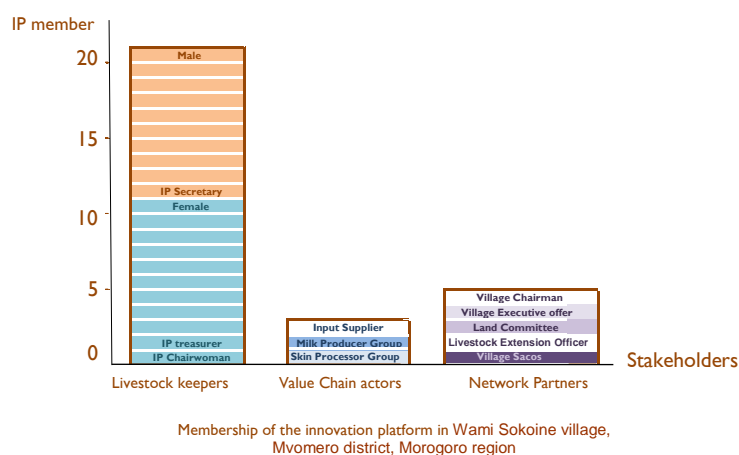 IP member
20
15
10
5
0
Male
IP Secretary
Female
IP treasurer
IP Chairwoman
Input Supplier
Milk Producer Group
Skin Processor Group
Village Chairman
Village Executive offer
Land Committee
Livestock Extension Officer
Village Sacos
Stakeholders
Livestock keepers
Value Chain actors
Network Partners
Membership of the innovation platform in Wami Sokoine village,
Mvomero district, Morogoro region